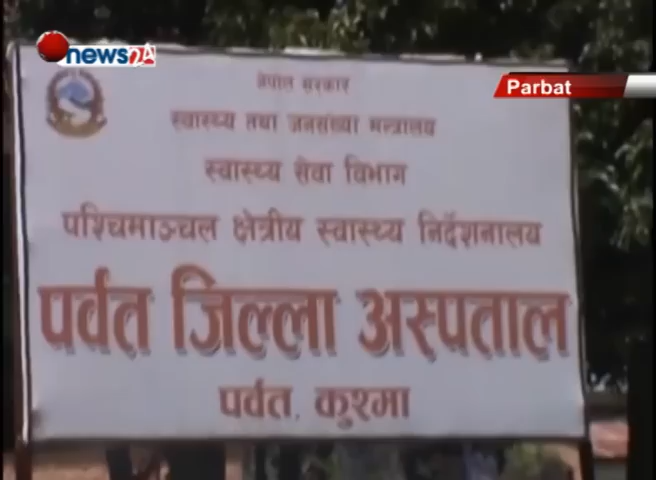 news24
Parbat
नेपाल सरकार
स्वास्थ्य तथा जनसंख्या मन्त्रालय
स्वास्थ्य सेवा विभाग
पश्चिमाञ्चल क्षेत्रीय स्वास्थ्य निर्देशनालय
पर्वत जिल्ला अस्पताल
पर्वत, कुश्मा